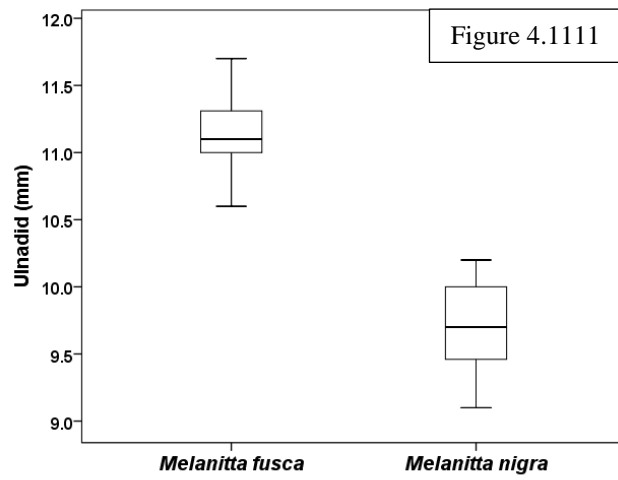 Figure 4.1111
12.0
11.5
11.0
10.5
10.0
9.5
9.0
Ulnadid (mm)
Melanitta fusca
Melanitta nigra